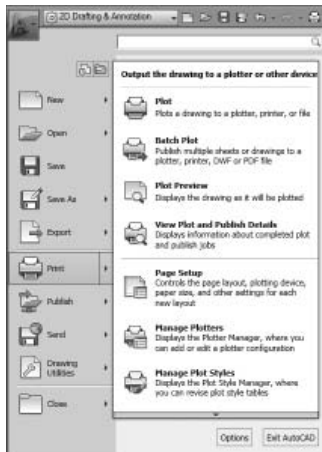 2D Drafting & Annotation
Output the drawing to a plotter or other device
New
Open
Save
Save As
Export
Print
Publish
Send
Drawing
Utilities
Close
Plot
Plots a drawing to a plotter, printer, or file
Batch Plot
Publish multiple sheets or drawings to a
plotter, printer, DWF or PDF file
Plot Preview
Displays the drawing as it will be plotted
View Plot and Publish Details
Displays information about completed plot
and publish jobs
Page Setup
Controls the page layout, plotting device,
paper size, and other settings for each
new layout
Manage Plotters
Displays the Plotter Manager, where you
can add or edit a plotter configuration
Manage Plot Styles
Displays the Plot Style Manager, where
you can revise plot style tables
Options
Exit AutoCAD